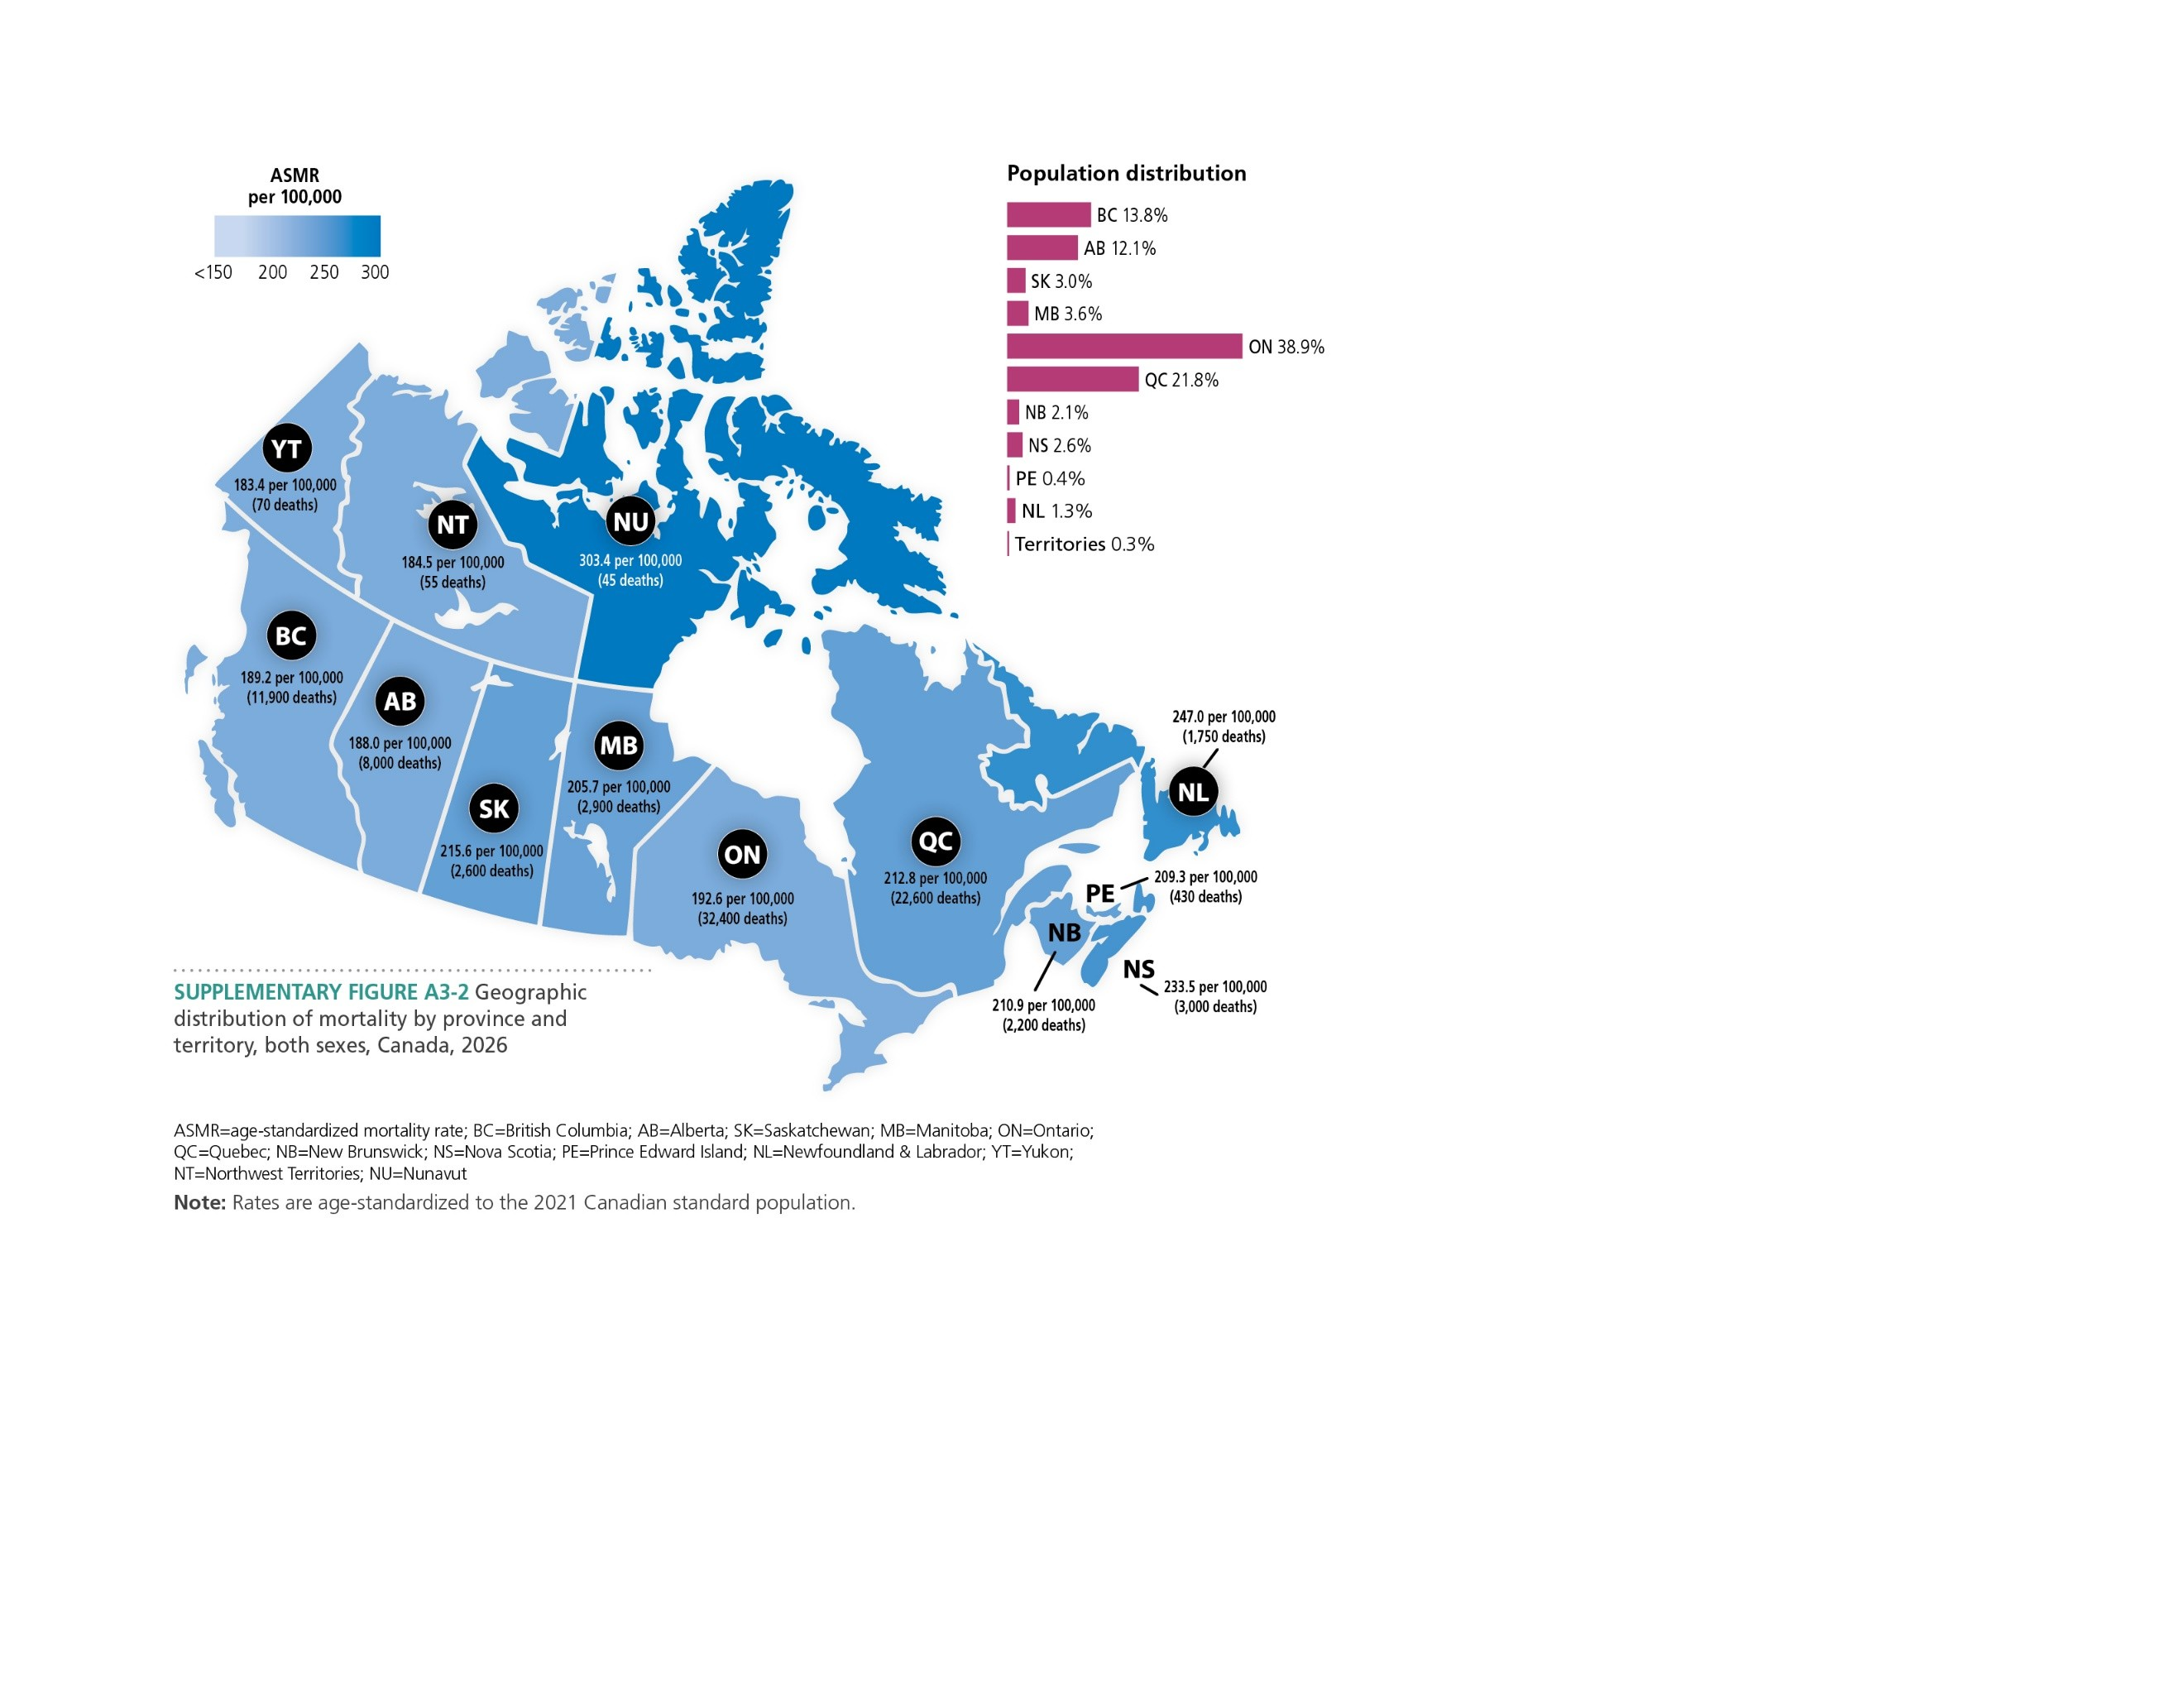 ASMR
per 100,000
<150 200 250 300
Population distribution
BC 13.8%
AB 12.1%
SK 3.0%
MB 3.6%
ON 38.9%
QC 21.8%
NB 2.1%
NS 2.6%
PE 0.4%
NL 1.3%
Territories 0.3%
YT
183.4 per 100,000
(70 deaths)
NT
184.5 per 100,000
(55 deaths)
NU
303.4 per 100,000
(45 deaths)
BC
189.2 per 100,000
(11,900 deaths)
AB
188.0 per 100,000
(8,000 deaths)
SK
215.6 per 100,000
(2,600 deaths)
MB
205.7 per 100,000
(2,900 deaths)
ON
192.6 per 100,000
(32,400 deaths)
QC
212.8 per 100,000
(22,600 deaths)
247.0 per 100,000
(1,750 deaths)
NL
PE
209.3 per 100,000
(430 deaths)
NB
210.9 per 100,000
(2,200 deaths)
NS
233.5 per 100,000
(3,000 deaths)
SUPPLEMENTARY FIGURE A3-2 Geographic
distribution of mortality by province and
territory, both sexes, Canada, 2026
ASMR=age-standardized mortality rate; BC=British Columbia; AB=Alberta; SK=Saskatchewan; MB=Manitoba; ON=Ontario;
QC=Quebec; NB=New Brunswick; NS=Nova Scotia; PE=Prince Edward Island; NL=Newfoundland & Labrador; YT=Yukon;
NT=Northwest Territories; NU=Nunavut
Note: Rates are age-standardized to the 2021 Canadian standard population.